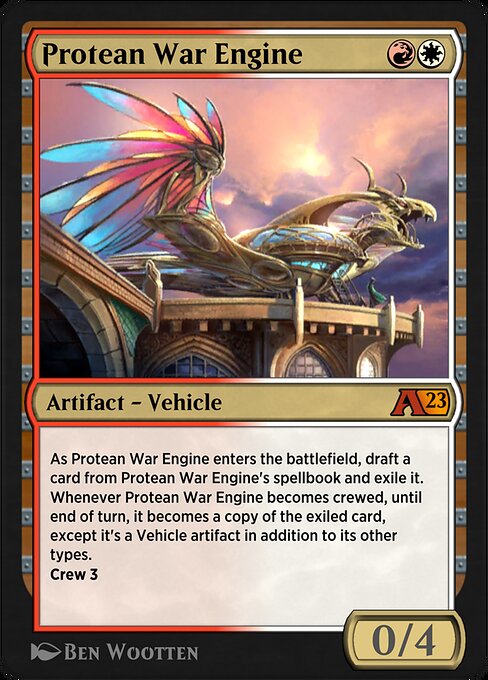 Protean War Engine
Artifact – Vehicle
A23
As Protean War Engine enters the battlefield, draft a
card from Protean War Engine's spellbook and exile it.
Whenever Protean War Engine becomes crewed, until
end of turn, it becomes a copy of the exiled card,
except it's a Vehicle artifact in addition to its other
types.
Crew 3
0/4
Ben Wootten